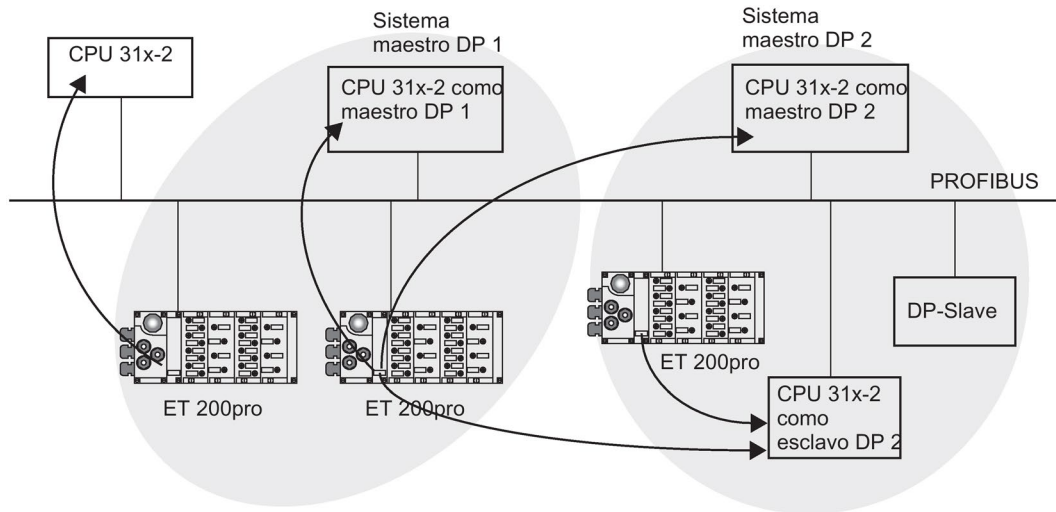 Sistema
maestro DP 1
Sistema
maestro DP 2
CPU 31x-2
CPU 31x-2 como
maestro DP 1
CPU 31x-2 como
maestro DP 2
PROFIBUS
DP-Slave
ET 200pro
ET 200pro
ET 200pro
CPU 31x-2
como
esclavo DP 2